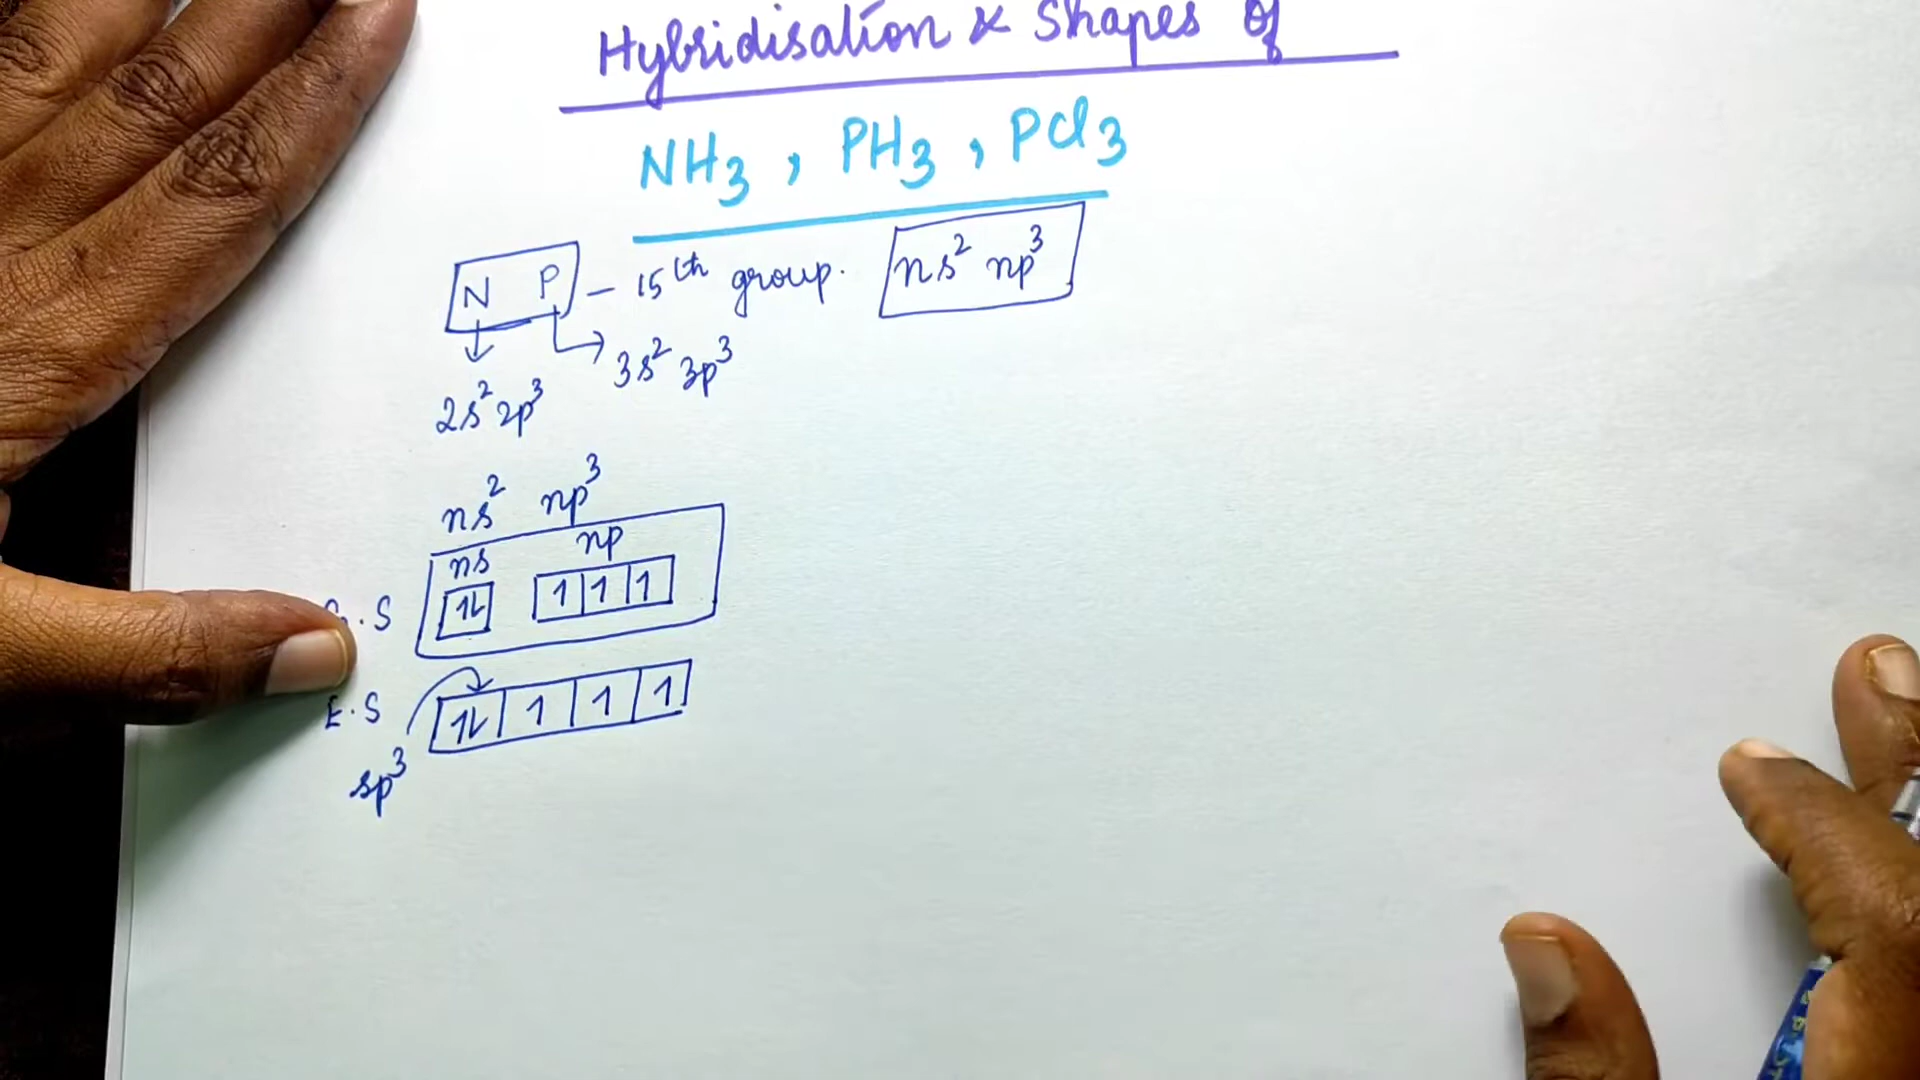 Hybridisation & Shapes Of
NH3, PH3, PCl3
N P – 15th group. ns² np³
2s² 2p³ 3s² 3p³
ns² np³
ns np
.S 1L 1 1 1
E.S 1L 1 1 1
sp³